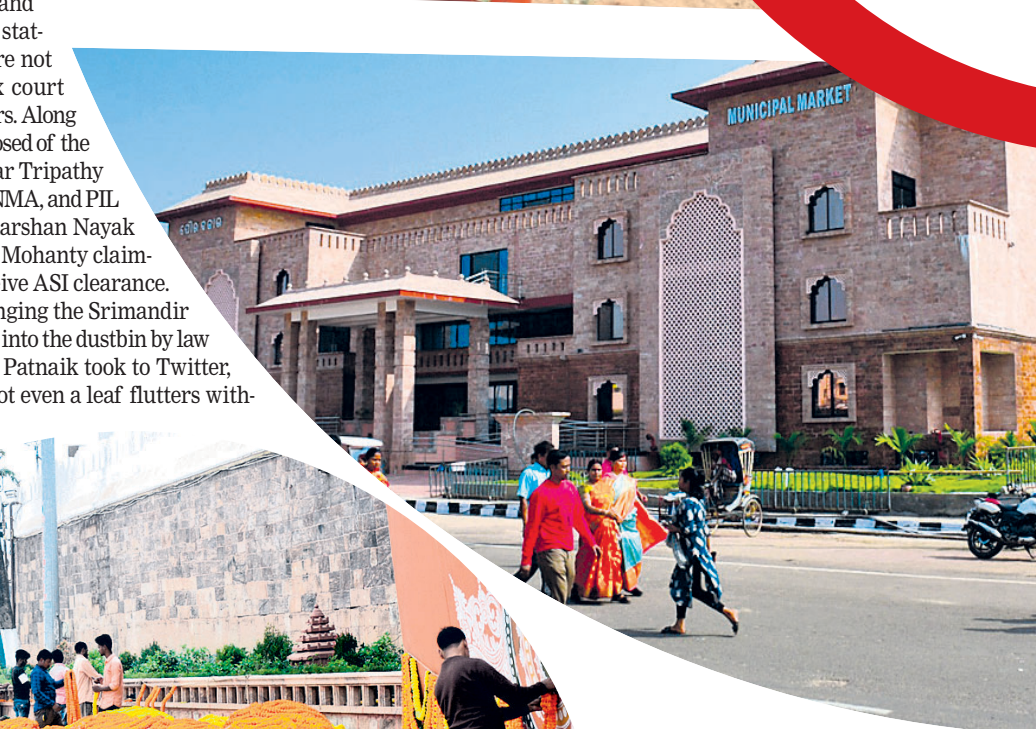 and
stat-
re not
x court
rs. Along
osed of the
ar Tripathy
NMA, and PIL
arshan Nayak
Mohanty claim-
ive ASI clearance.
nging the Srimandir
into the dustbin by law
Patnaik took to Twitter,
ot even a leaf flutters with-
MUNICIPAL MARKET